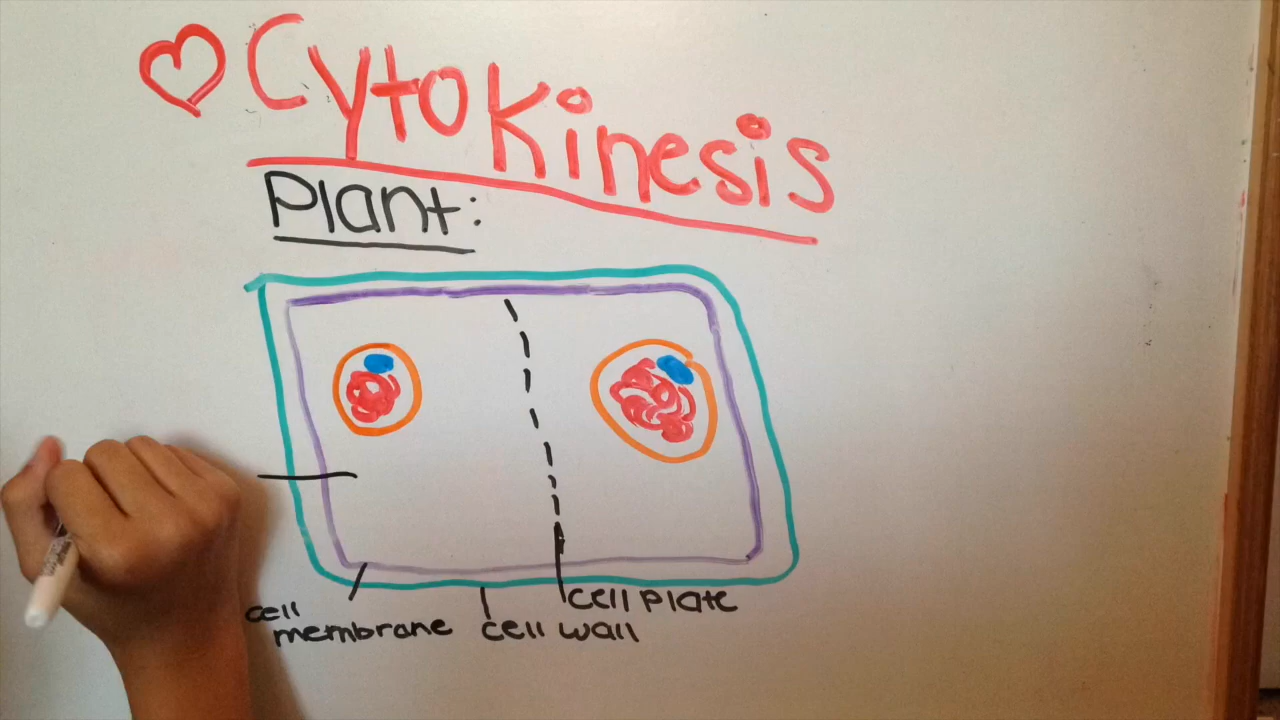 Cytokinesis
Plant:
cell plate
cell
membrane
cell wall